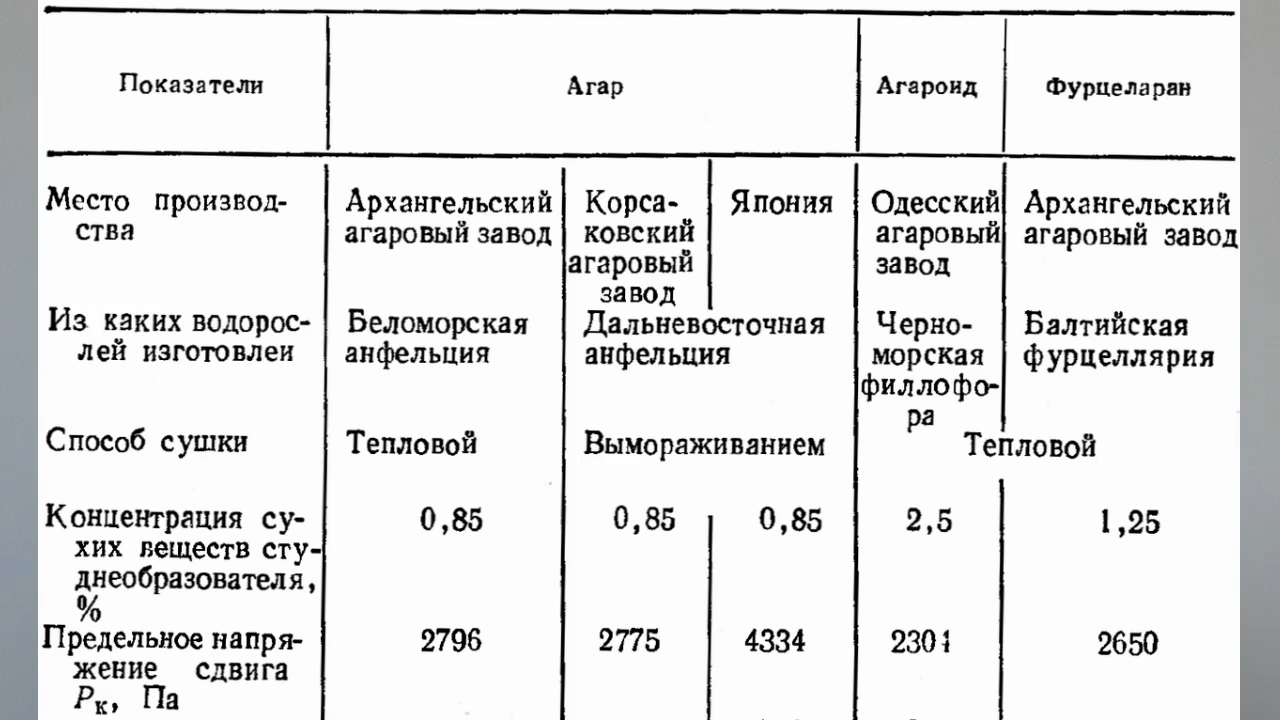 Показатели Агар Агароид Фурцеларан
Место производ- Архангельский Корса- Япония Одесский Архангельский
ства агаровый завод ковский агаровый агаровый завод
агаровый завод
завод
Из каких водорос- Беломорская Дальневосточная Черно- Балтийская
лей изготовлеи анфельция анфельция морская фурцеллярия
филлофо-
ра
Способ сушки Тепловой Вымораживанием Тепловой
Концентрация су- 0,85 0,85 0,85 2,5 1,25
хих веществ сту-
днеобразователя,
%
Предельное напря- 2796 2775 4334 2301 2650
жение сдвига
Pк, Па